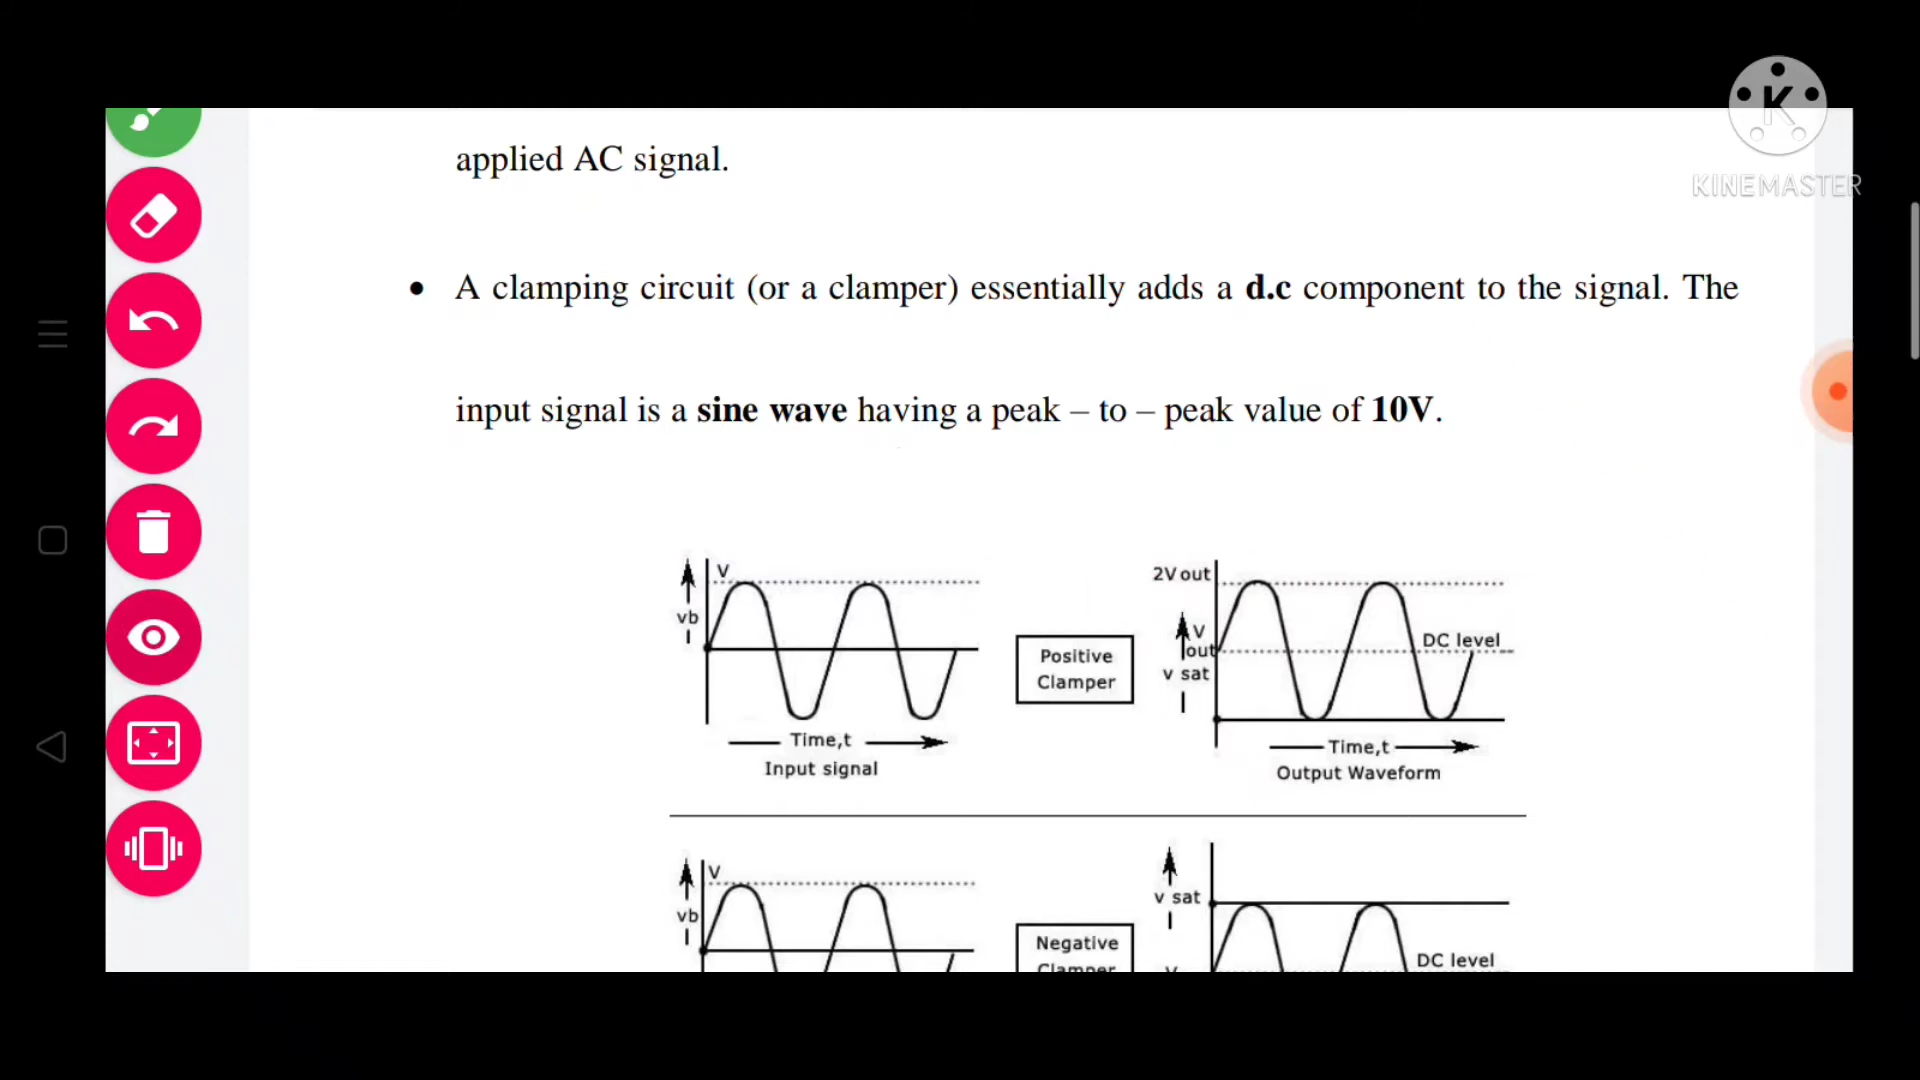 K
KINEMASTER
applied AC signal.
• A clamping circuit (or a clamper) essentially adds a d.c component to the signal. The
input signal is a sine wave having a peak – to – peak value of 10V.
V
vb
Time,t
Input signal
Positive
Clamper
2V out
V
out
v sat
DC level
Time,t
Output Waveform
V
vb
Negative
Clamper
v sat
DC level